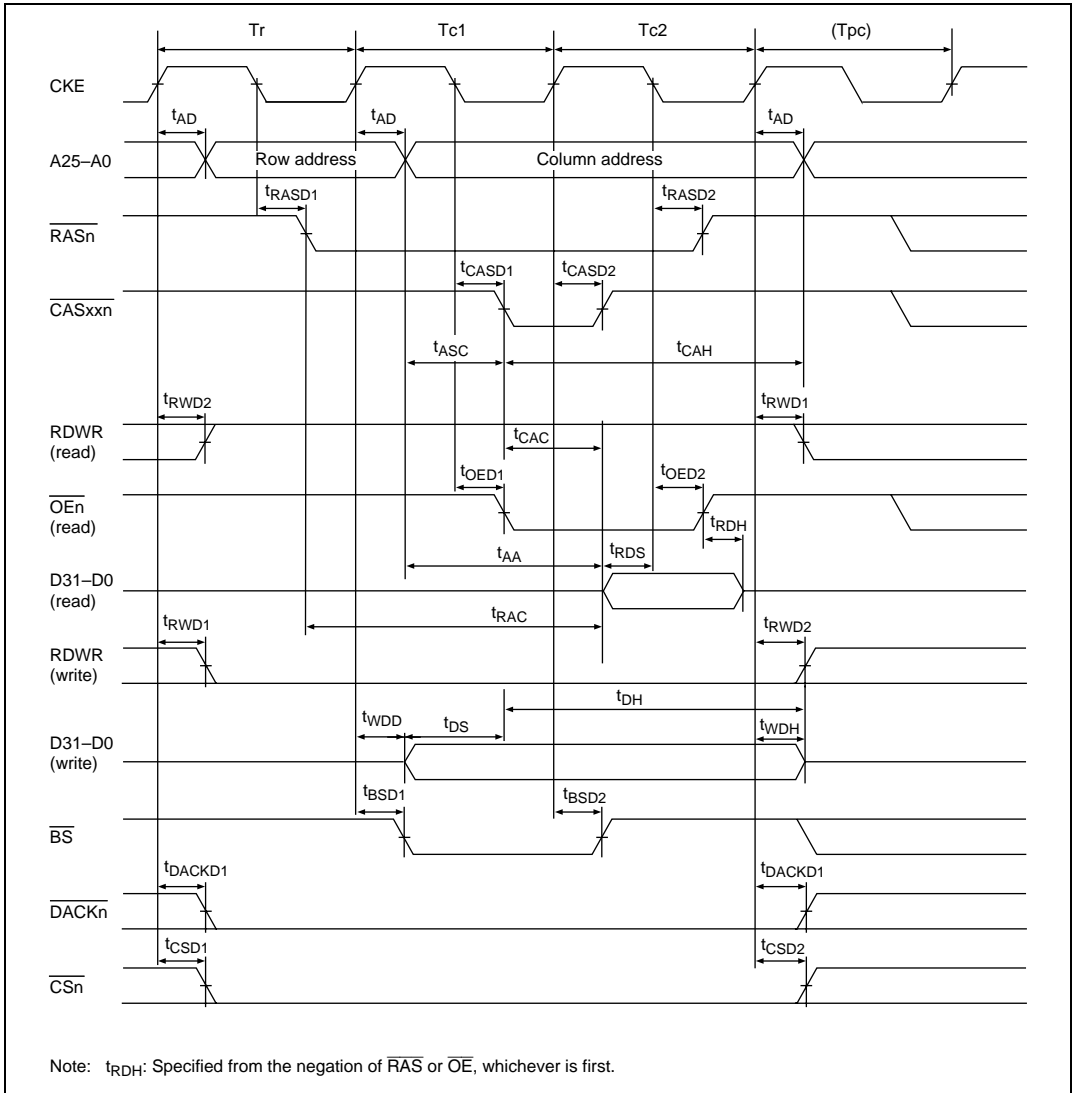 Tr Tc1 Tc2 (Tpc)
CKE
tAD tAD tAD
A25–A0 Row address Column address
tRASD1 tRASD2
RASn
tCASD1 tCASD2
CASxxn
tASC tCAH
tRWD2 tRWD1
RDWR
(read)
tCAC
tOED1 tOED2
OEn
(read)
tRDH
tAA tRDS
D31–D0
(read)
tRAC
tRWD1 tRWD2
RDWR
(write)
tDH
tWDD tDS tWDH
D31–D0
(write)
tBSD1 tBSD2
BS
tDACKD1 tDACKD1
DACKn
tCSD1 tCSD2
CSn
Note: tRDH: Specified from the negation of RAS or OE, whichever is first.